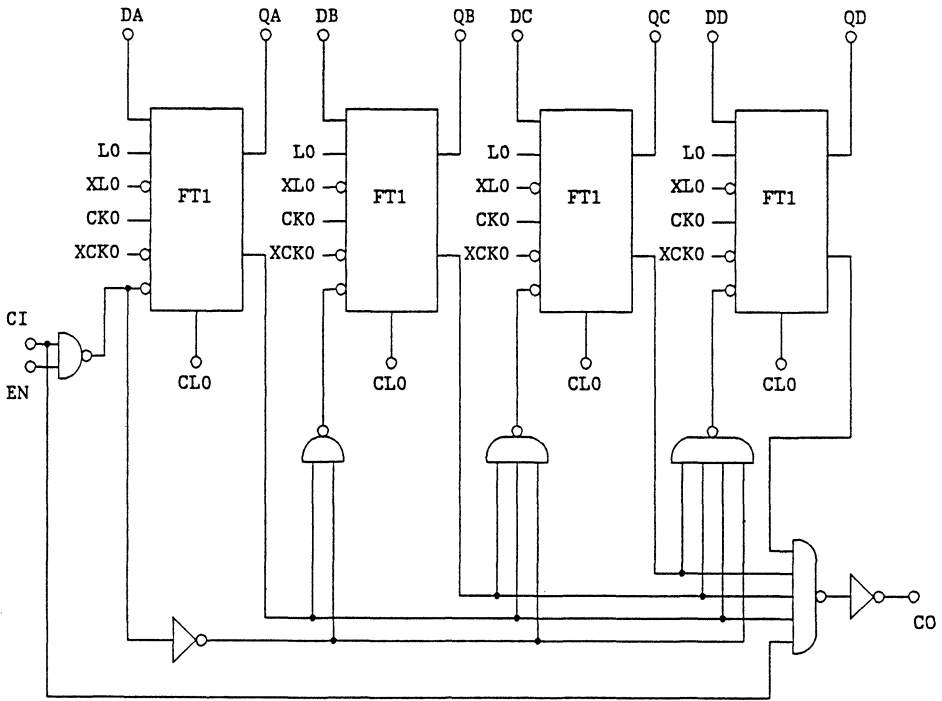 DA QA DB QB DC QC DD QD
L0 L0 L0 L0
XL0 XL0 XL0 XL0
FT1 FT1 FT1 FT1
CK0 CK0 CK0 CK0
XCK0 XCK0 XCK0 XCK0
CI
EN
CL0 CL0 CL0 CL0
CO